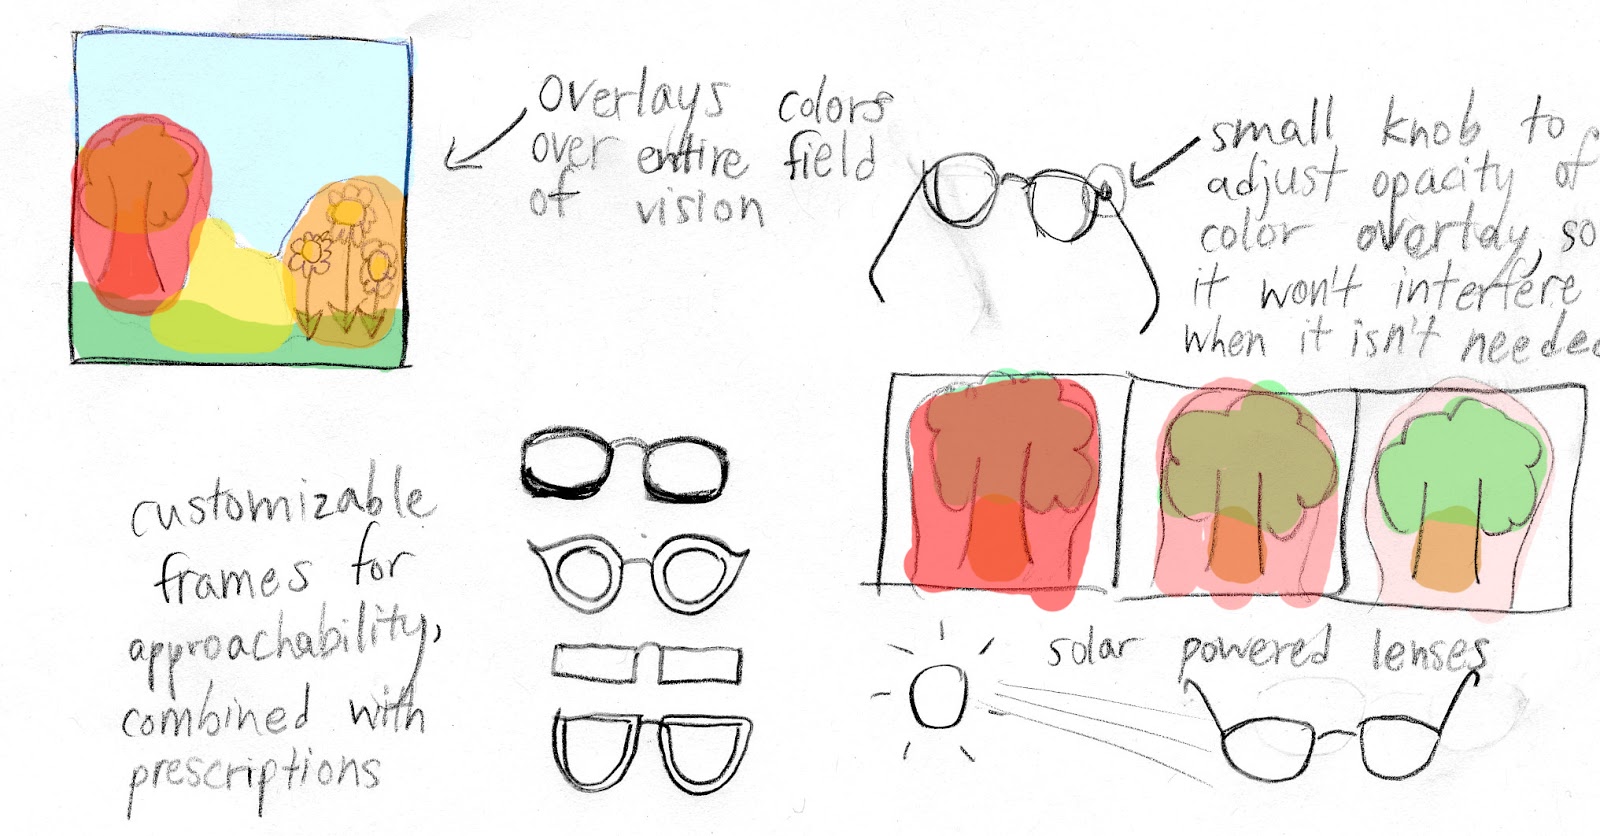 overlays colors
over entire field
of vision
small knob to
adjust opacity of
color overlay, so
it won't interfere
when it isn't needed
customizable
frames for
approachability,
combined with
prescriptions
solar powered lenses